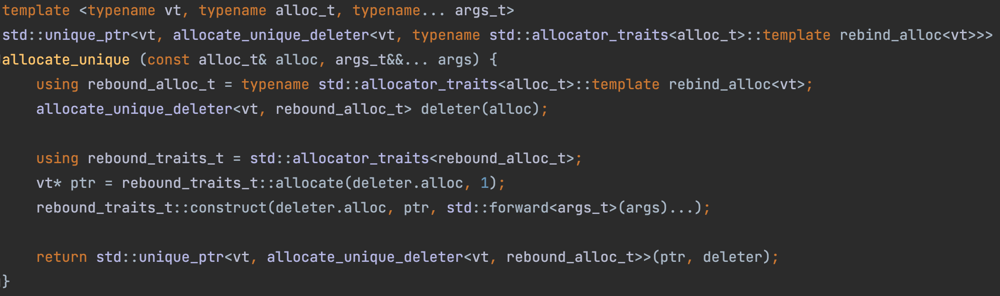 template <typename vt, typename alloc_t, typename... args_t>
std::unique_ptr<vt, allocate_unique_deleter<vt, typename std::allocator_traits<alloc_t>::template rebind_alloc<vt>>>
allocate_unique (const alloc_t& alloc, args_t&&... args) {
    using rebound_alloc_t = typename std::allocator_traits<alloc_t>::template rebind_alloc<vt>;
    allocate_unique_deleter<vt, rebound_alloc_t> deleter(alloc);

    using rebound_traits_t = std::allocator_traits<rebound_alloc_t>;
    vt* ptr = rebound_traits_t::allocate(deleter.alloc, 1);
    rebound_traits_t::construct(deleter.alloc, ptr, std::forward<args_t>(args)...);

    return std::unique_ptr<vt, allocate_unique_deleter<vt, rebound_alloc_t>>(ptr, deleter);
}